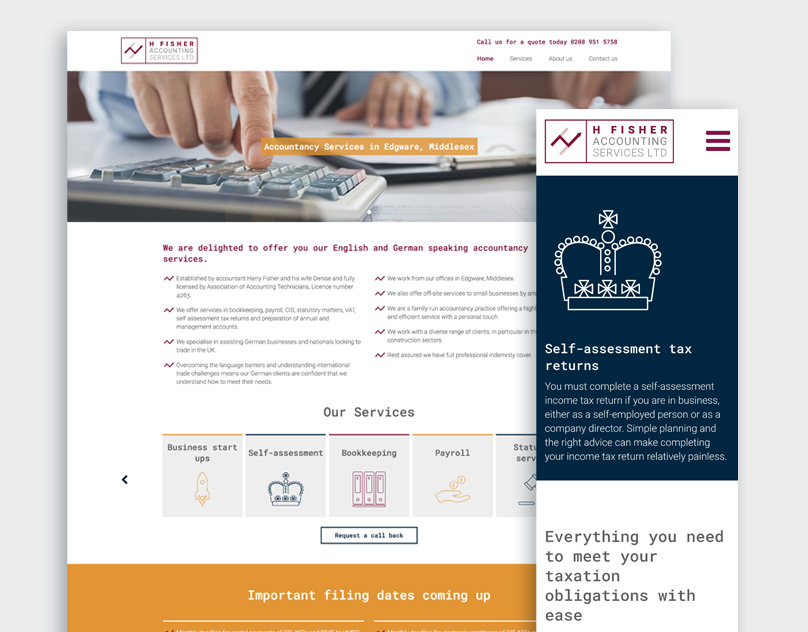 H FISHER
ACCOUNTING
SERVICES LTD
Call us for a quote today 0208 951 5758
Home Services About us Contact us
Accountancy Services in Edgware, Middlesex
We are delighted to offer you our English and German speaking accountancy
services.
Established by accountant Harry Fisher and his wife Denise and fully
licensed by Association of Accounting Technicians, Licence number
4263.
We offer services in bookkeeping, payroll, CIS, statutory matters, VAT,
self assessment tax returns and preparation of annual and
management accounts.
We specialise in assisting German businesses and nationals looking to
trade in the UK.
Overcoming the language barriers and understanding international
trade challenges means our German clients are confident that we
understand how to meet their needs.
We work from our offices in Edgware, Middlesex.
We also offer off-site services to small businesses by
We are a family-run accountancy practice offering a
and efficient service with a personal touch.
We work with a diverse range of clients, in particular in
construction sectors.
Rest assured we have full professional indemnity cover.
Our Services
Business start
ups
Self-assessment
Bookkeeping
Payroll
Request a call back
Important filing dates coming up
H FISHER
ACCOUNTING
SERVICES LTD
Self-assessment tax
returns
You must complete a self-assessment
income tax return if you are in business,
either as a self-employed person or as a
company director. Simple planning and
the right advice can make completing
your income tax return relatively painless.
Everything you need
to meet your
taxation
obligations with
ease